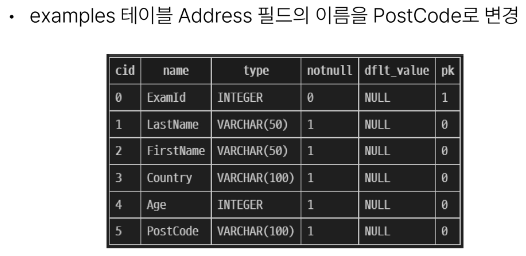 • examples 테이블 Address 필드의 이름을 PostCode로 변경
cid name type notnull dflt_value pk
0 ExamId INTEGER 0 NULL 1
1 LastName VARCHAR(50) 1 NULL 0
2 FirstName VARCHAR(50) 1 NULL 0
3 Country VARCHAR(100) 1 NULL 0
4 Age INTEGER 1 NULL 0
5 PostCode VARCHAR(100) 1 NULL 0